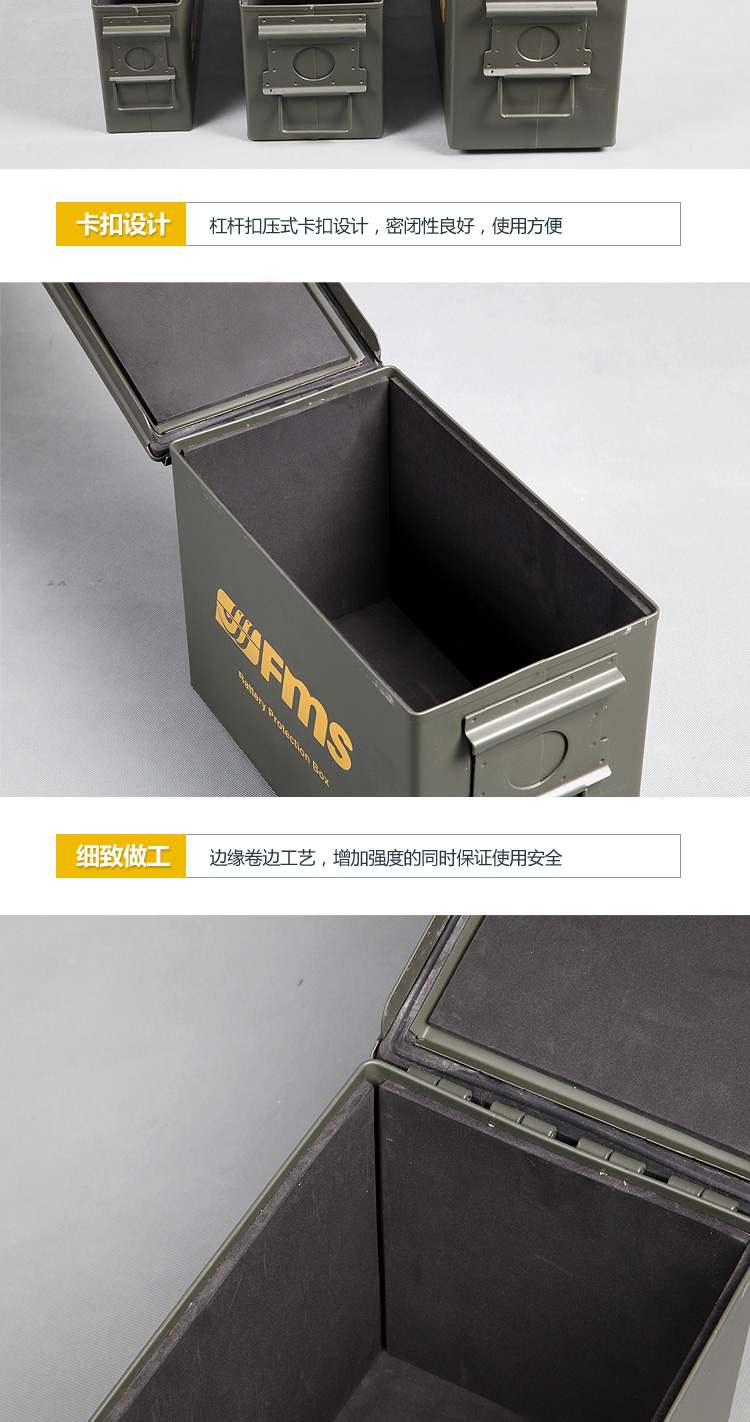 卡扣设计
杠杆扣压式卡扣设计，密闭性良好，使用方便
FMS
Battery Protection Box
细致做工
边缘卷边工艺，增加强度的同时保证使用安全